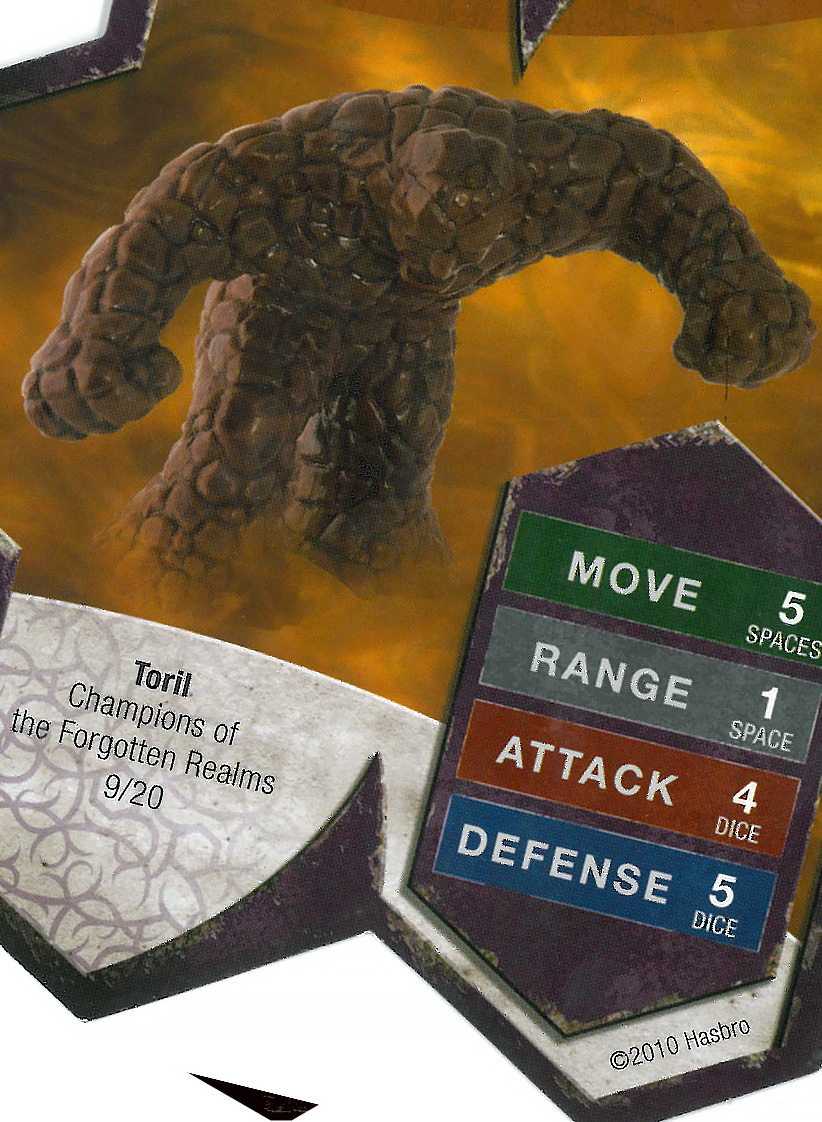 MOVE 5
SPACES
RANGE 1
SPACE
ATTACK 4
DICE
DEFENSE 5
DICE
Toril
Champions of
the Forgotten Realms
9/20
©2010 Hasbro